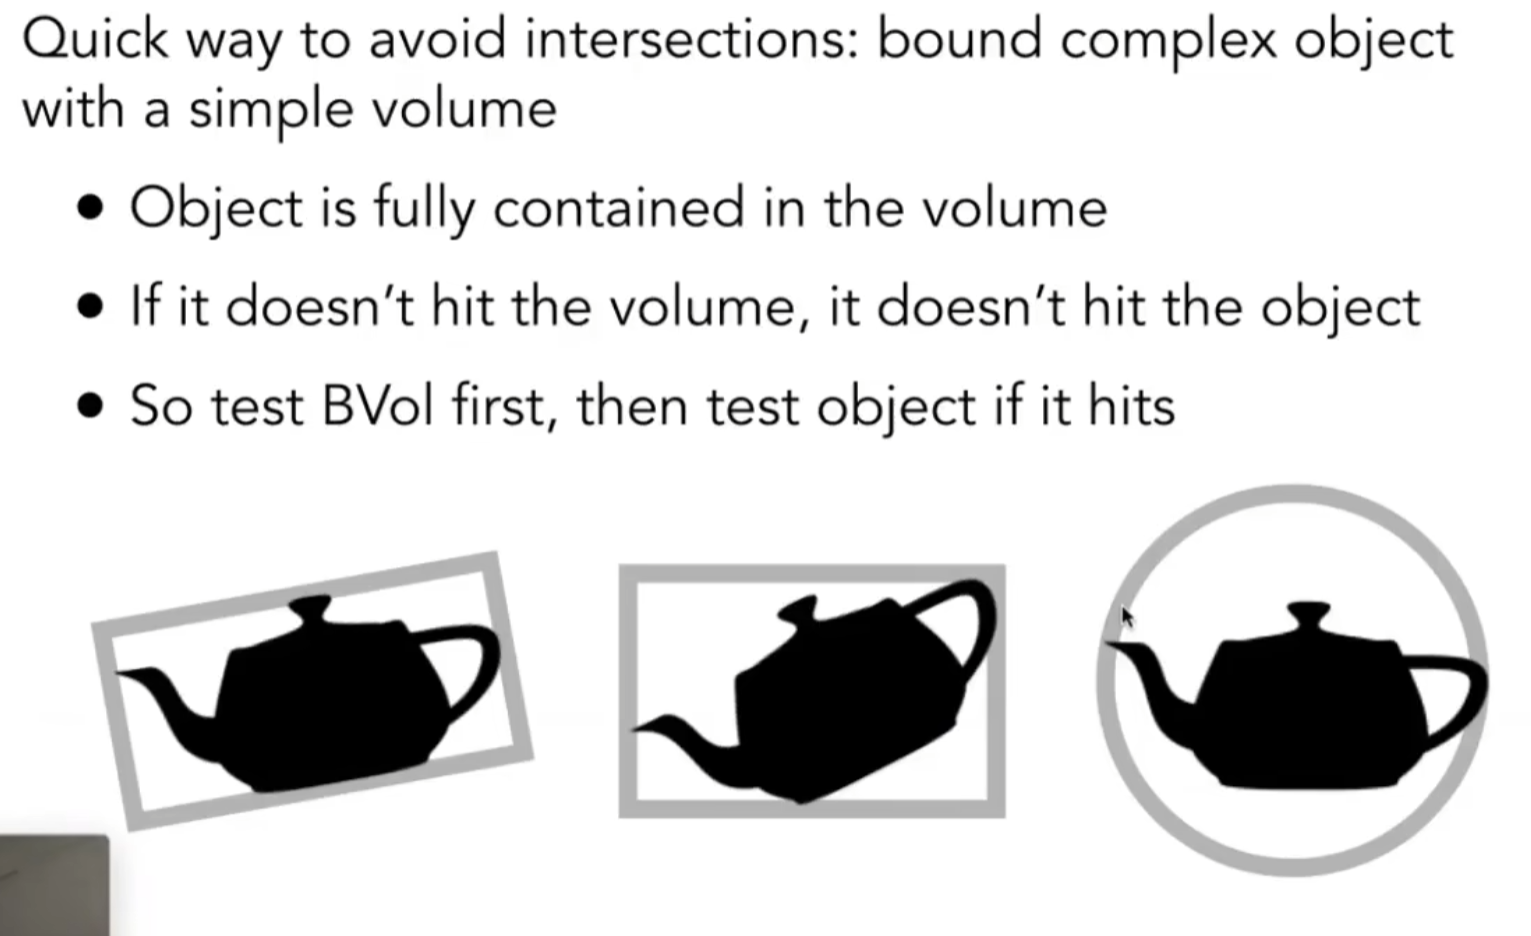 Quick way to avoid intersections: bound complex object
with a simple volume
● Object is fully contained in the volume
● If it doesn’t hit the volume, it doesn’t hit the object
● So test BVol first, then test object if it hits